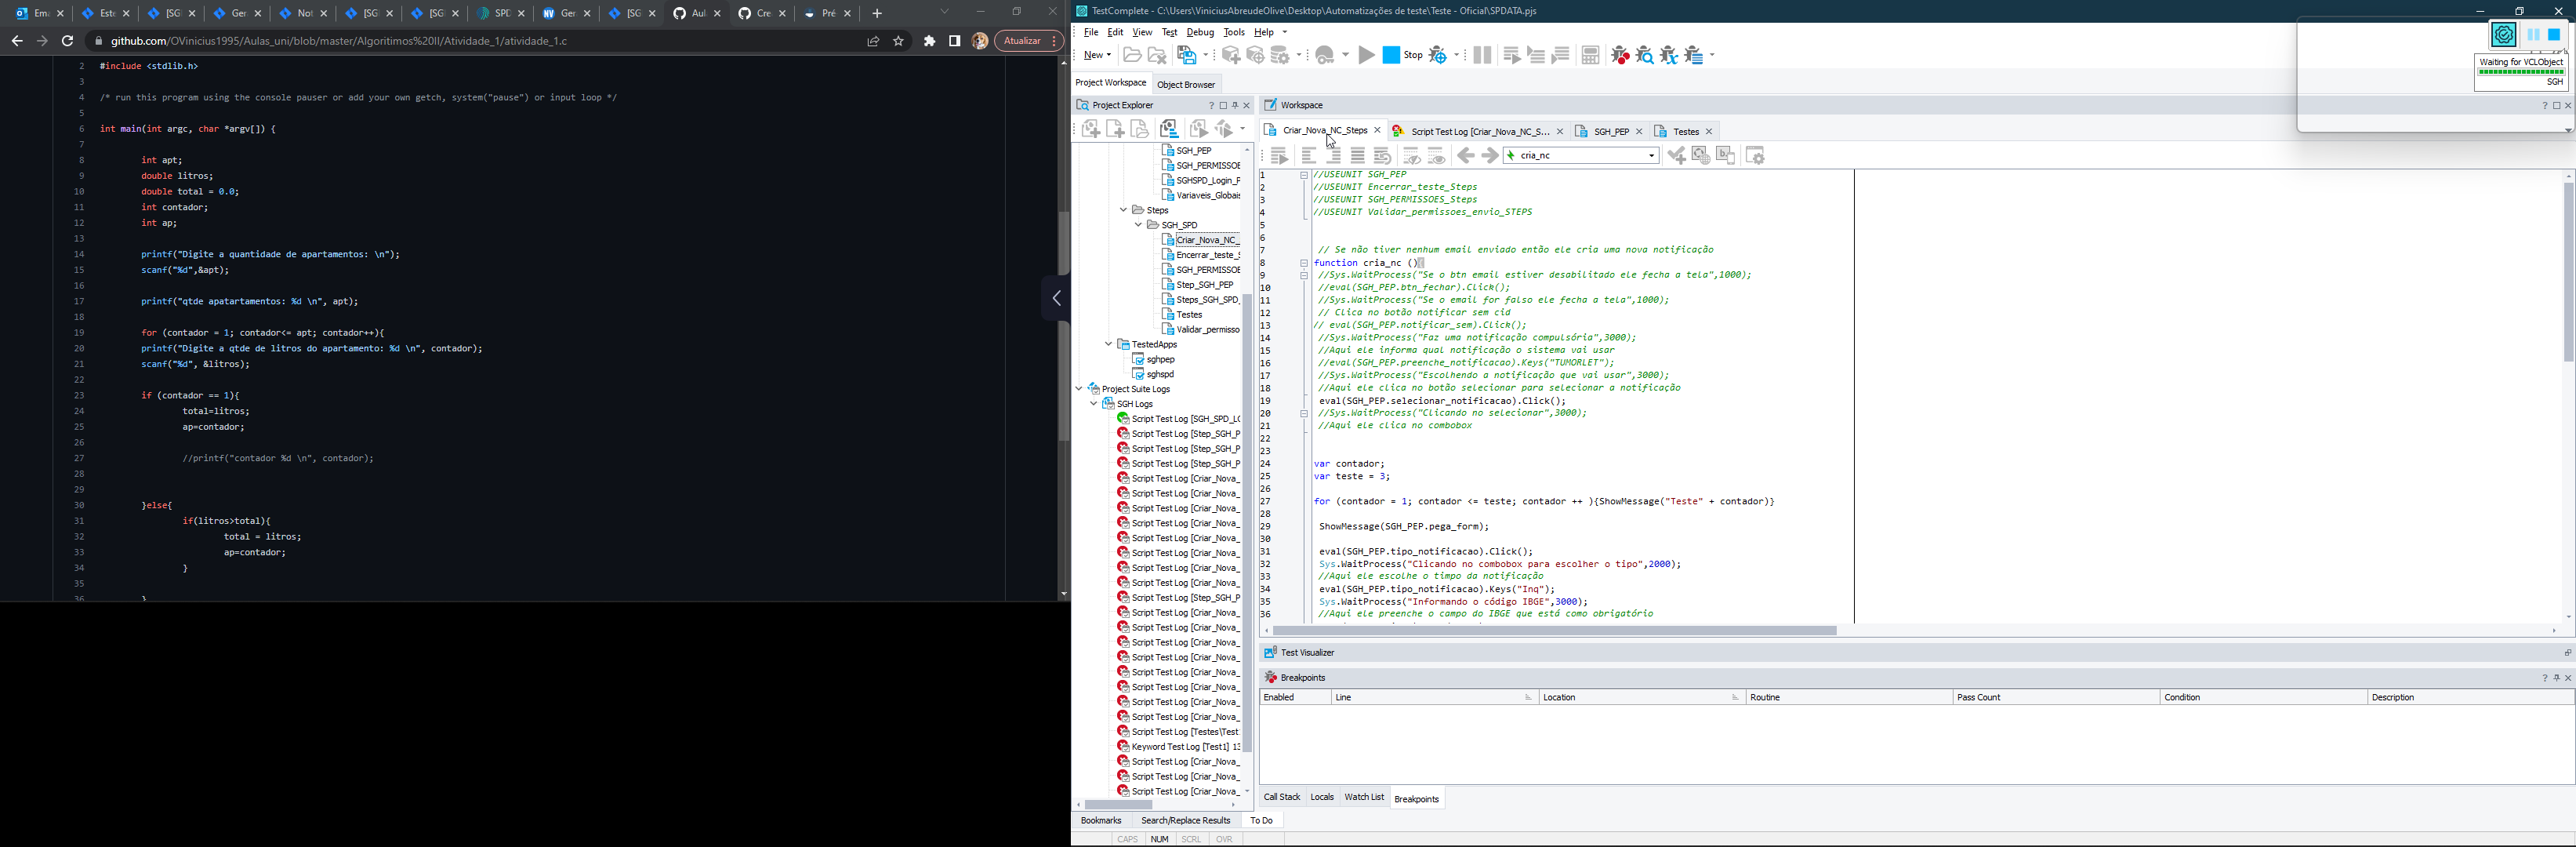 Em:
Este
[SG
Ger
Not
[SG
[SG
SPD
Ger
[SG
Aul
Cre
Pré
github.com/OVinicius1995/Aulas_uni/blob/master/Algoritimos%20II/Atividade_1/atividade_1.c
Atualizar
2 #include <stdlib.h>
3
4 /* run this program using the console pauser or add your own getch, system("pause") or input loop */
5
6 int main(int argc, char *argv[]) {
7
8 int apt;
9 double litros;
10 double total = 0.0;
11 int contador;
12 int ap;
13
14 printf("Digite a quantidade de apartamentos: \n");
15 scanf("%d",&apt);
16
17 printf("qtde apatartamentos: %d \n", apt);
18
19 for (contador = 1; contador<= apt; contador++){
20 printf("Digite a qtde de litros do apartamento: %d \n", contador);
21 scanf("%d", &litros);
22
23 if (contador == 1){
24 total=litros;
25 ap=contador;
26
27 //printf("contador %d \n", contador);
28
29
30 }else{
31 if(litros>total){
32 total = litros;
33 ap=contador;
34 }
35
36 }
TestComplete - C:\Users\ViniciusAbreudeOlive\Desktop\Automatizações de teste\Teste - Oficial\SPDATA.pjs
File Edit View Test Debug Tools Help
New
Stop
Waiting for VCLObject
SGH
Project Workspace
Object Browser
Project Explorer
SGH_PEP
SGH_PERMISSOE
SGHSPD_Login_P
Variaveis_Globais
Steps
SGH_SPD
Criar_Nova_NC_
Encerrar_teste_S
SGH_PERMISSOE
Step_SGH_PEP
Steps_SGH_SPD_
Testes
Validar_permisso
TestedApps
sghpep
sghspd
Project Suite Logs
SGH Logs
Script Test Log [SGH_SPD_LO
Script Test Log [Step_SGH_P
Script Test Log [Step_SGH_P
Script Test Log [Step_SGH_P
Script Test Log [Criar_Nova_
Script Test Log [Criar_Nova_
Script Test Log [Criar_Nova_
Script Test Log [Criar_Nova_
Script Test Log [Criar_Nova_
Script Test Log [Criar_Nova_
Script Test Log [Criar_Nova_
Script Test Log [Criar_Nova_
Script Test Log [Step_SGH_P
Script Test Log [Criar_Nova_
Script Test Log [Criar_Nova_
Script Test Log [Criar_Nova_
Script Test Log [Criar_Nova_
Script Test Log [Criar_Nova_
Script Test Log [Criar_Nova_
Script Test Log [Criar_Nova_
Script Test Log [Criar_Nova_
Script Test Log [Testes\Test
Keyword Test Log [Test1] 13
Script Test Log [Criar_Nova_
Script Test Log [Criar_Nova_
Script Test Log [Criar_Nova_
Workspace
Criar_Nova_NC_Steps
Script Test Log [Criar_Nova_NC_S...
SGH_PEP
Testes
cria_nc
1 //USEUNIT SGH_PEP
2 //USEUNIT Encerrar_teste_Steps
3 //USEUNIT SGH_PERMISSOES_Steps
4 //USEUNIT Validar_permissoes_envio_STEPS
5
6
7 // Se não tiver nenhum email enviado então ele cria uma nova notificação
8 function cria_nc (){
9 //Sys.WaitProcess("Se o btn email estiver desabilitado ele fecha a tela",1000);
10 //eval(SGH_PEP.btn_fechar).Click();
11 //Sys.WaitProcess("Se o email for falso ele fecha a tela",1000);
12 // Clica no botão notificar sem cid
13 // eval(SGH_PEP.notificar_sem).Click();
14 //Sys.WaitProcess("Faz uma notificação compulsória",3000);
15 //Aqui ele informa qual notificação o sistema vai usar
16 //eval(SGH_PEP.preenche_notificacao).Keys("TUMORLET");
17 //Sys.WaitProcess("Escolhendo a notificação que vai usar",3000);
18 //Aqui ele clica no botão selecionar para selecionar a notificação
19 eval(SGH_PEP.selecionar_notificacao).Click();
20 //Sys.WaitProcess("Clicando no selecionar",3000);
21 //Aqui ele clica no combobox
22
23
24 var contador;
25 var teste = 3;
26
27 for (contador = 1; contador <= teste; contador ++ ){ShowMessage("Teste" + contador)}
28
29 ShowMessage(SGH_PEP.pega_form);
30
31 eval(SGH_PEP.tipo_notificacao).Click();
32 Sys.WaitProcess("Clicando no combobox para escolher o tipo",2000);
33 //Aqui ele escolhe o timpo da notificação
34 eval(SGH_PEP.tipo_notificacao).Keys("Inq");
35 Sys.WaitProcess("Informando o código IBGE",3000);
36 //Aqui ele preenche o campo do IBGE que está como obrigatório
Test Visualizer
Breakpoints
Enabled Line Location Routine Pass Count Condition Description
Call Stack Locals Watch List Breakpoints
Bookmarks Search/Replace Results To Do
CAPS NUM SCRL OVR